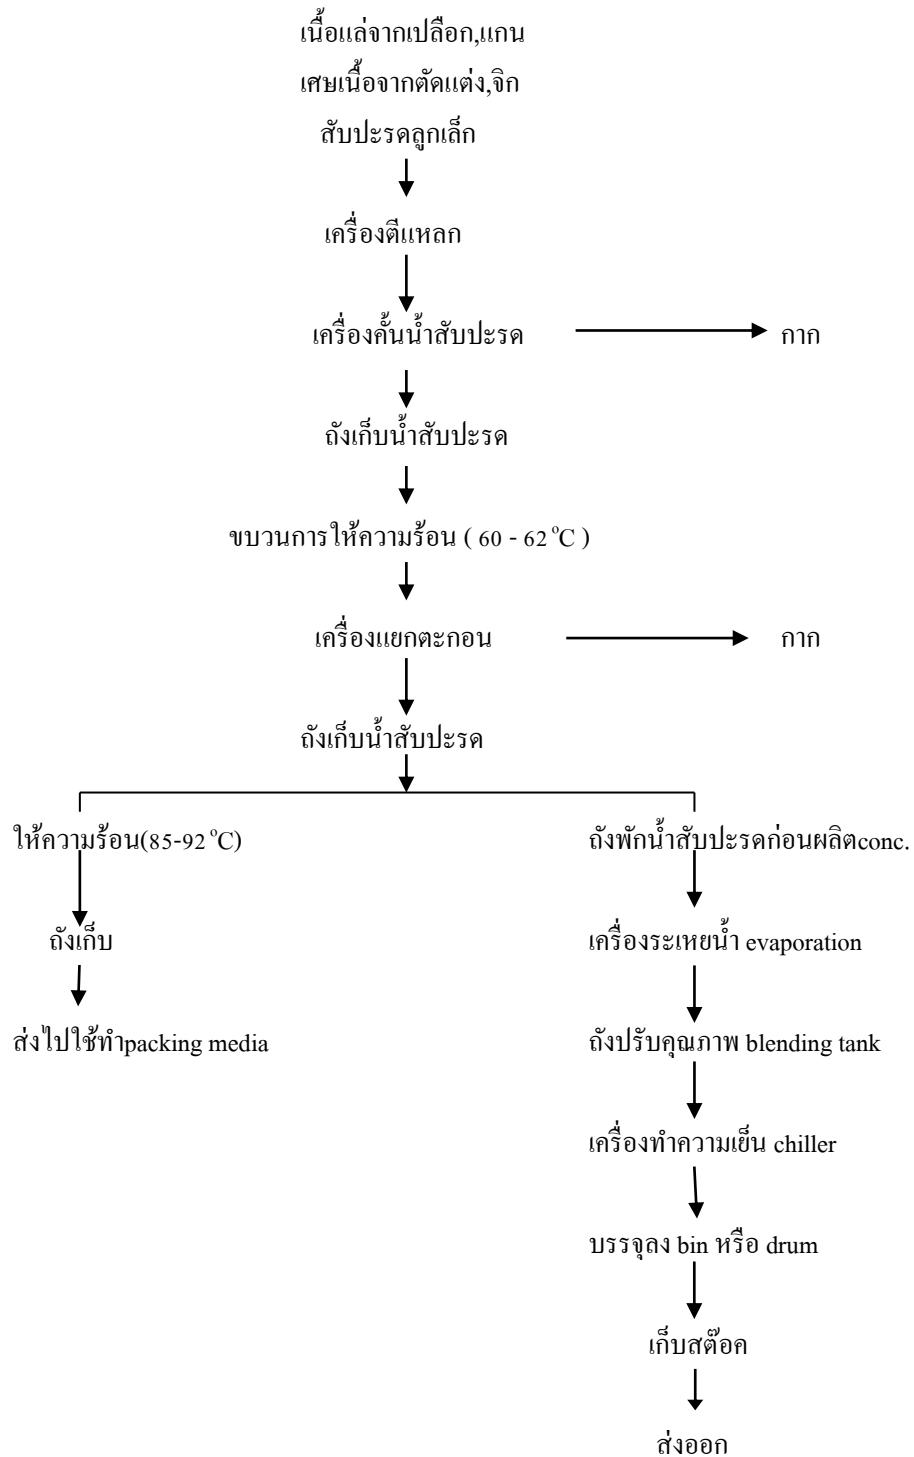 เนื้อแล่จากเปลือก,แกน
เศษเนื้อจากตัดแต่ง,จิก
สับปะรดลูกเล็ก
เครื่องตีแหลก
เครื่องคั้นน้ำสับปะรด
กาก
ถังเก็บน้ำสับปะรด
ขบวนการให้ความร้อน ( 60 - 62 °C )
เครื่องแยกตะกอน
กาก
ถังเก็บน้ำสับปะรด
ให้ความร้อน(85-92 °C)
ถังเก็บ
ส่งไปใช้ทำpacking media
ถังพักน้ำสับปะรดก่อนผลิตconc.
เครื่องระเหยน้ำ evaporation
ถังปรับคุณภาพ blending tank
เครื่องทำความเย็น chiller
บรรจุลง bin หรือ drum
เก็บสต๊อค
ส่งออก